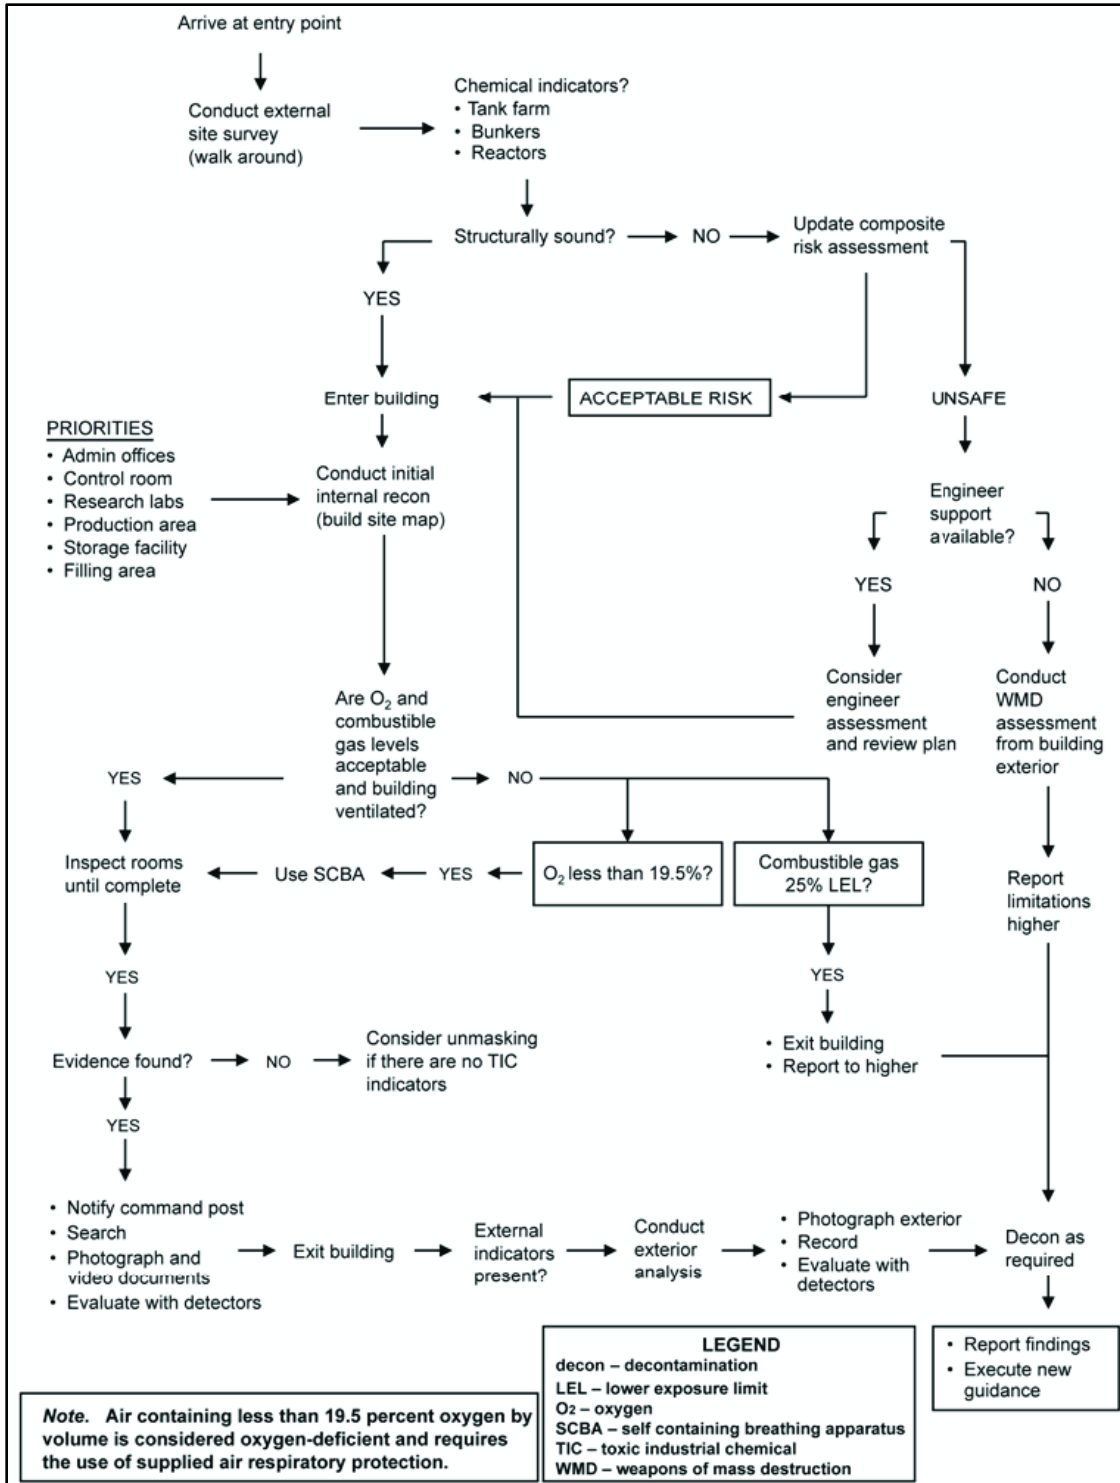 Arrive at entry point
Conduct external
site survey
(walk around)
Chemical indicators?
• Tank farm
• Bunkers
• Reactors
Structurally sound?
NO
Update composite
risk assessment
YES
Enter building
ACCEPTABLE RISK
UNSAFE
PRIORITIES
• Admin offices
• Control room
• Research labs
• Production area
• Storage facility
• Filling area
Conduct initial
internal recon
(build site map)
Engineer
support
available?
YES
NO
Consider
engineer
assessment
and review plan
Conduct
WMD
assessment
from building
exterior
Are O2 and
combustible
gas levels
acceptable
and building
ventilated?
YES
NO
Inspect rooms
until complete
Use SCBA
YES
O2 less than 19.5%?
Combustible gas
25% LEL?
Report
limitations
higher
YES
YES
• Exit building
• Report to higher
Evidence found?
NO
Consider unmasking
if there are no TIC
indicators
YES
• Notify command post
• Search
• Photograph and
video documents
• Evaluate with detectors
Exit building
External
indicators
present?
Conduct
exterior
analysis
• Photograph exterior
• Record
• Evaluate with
detectors
Decon as
required
• Report findings
• Execute new
guidance
LEGEND
decon – decontamination
LEL – lower exposure limit
O2 – oxygen
SCBA – self containing breathing apparatus
TIC – toxic industrial chemical
WMD – weapons of mass destruction
Note. Air containing less than 19.5 percent oxygen by
volume is considered oxygen-deficient and requires
the use of supplied air respiratory protection.